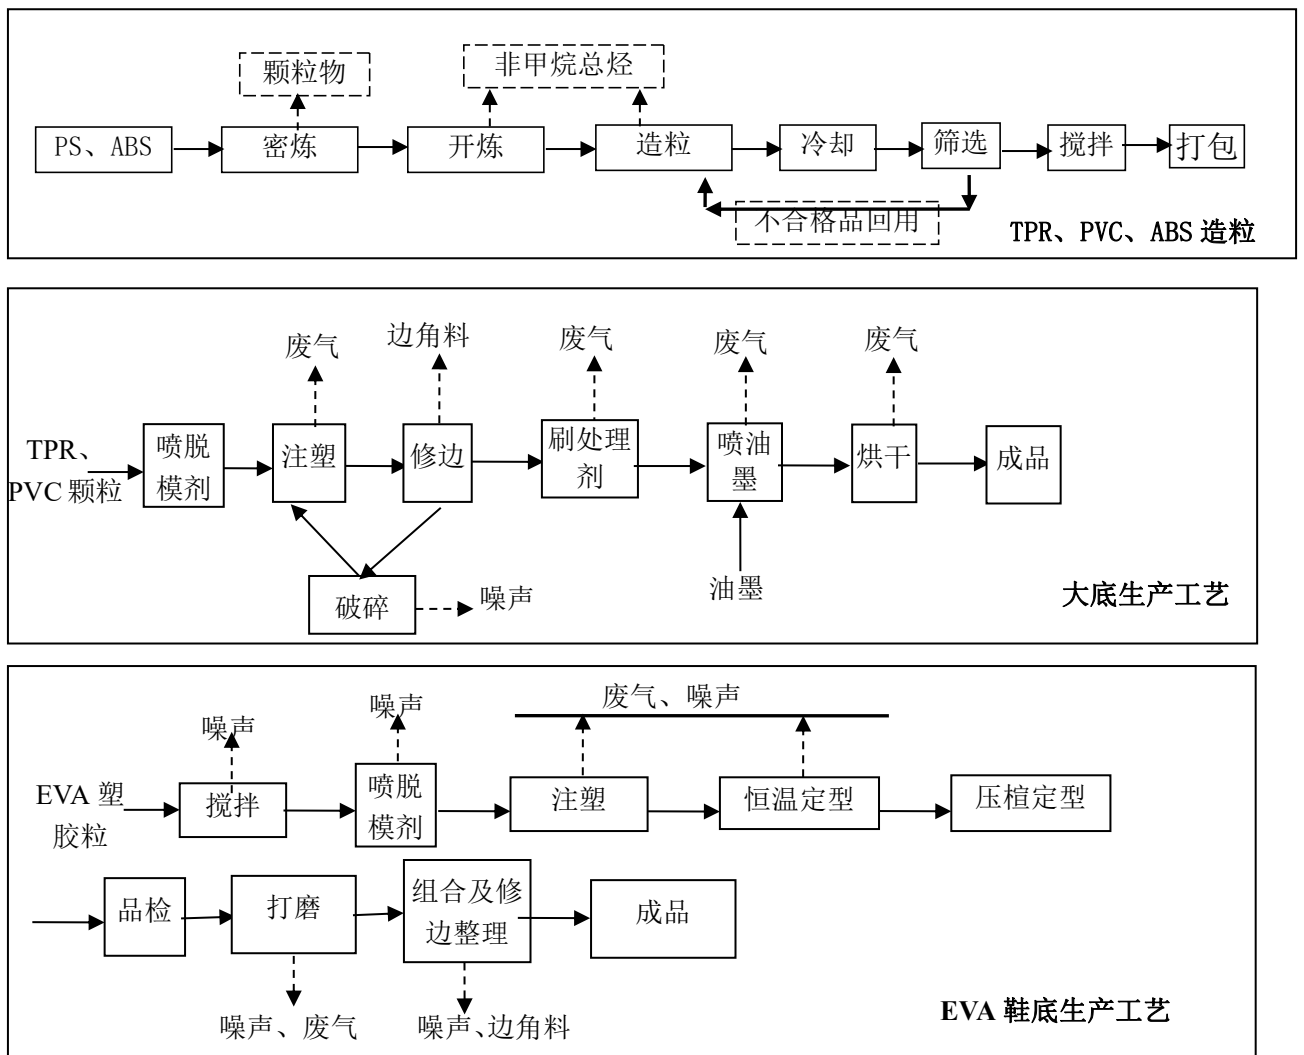 颗粒物
非甲烷总烃
PS、ABS
密炼
开炼
造粒
冷却
筛选
搅拌
打包
不合格品回用
TPR、PVC、ABS 造粒
废气
边角料
废气
废气
废气
TPR、
PVC 颗粒
喷脱
模剂
注塑
修边
刷处理
剂
喷油
墨
烘干
成品
破碎
噪声
油墨
大底生产工艺
噪声
噪声
废气、噪声
EVA 塑
胶粒
搅拌
喷脱
模剂
注塑
恒温定型
压楦定型
品检
打磨
组合及修
边整理
成品
噪声、废气
噪声、边角料
EVA 鞋底生产工艺